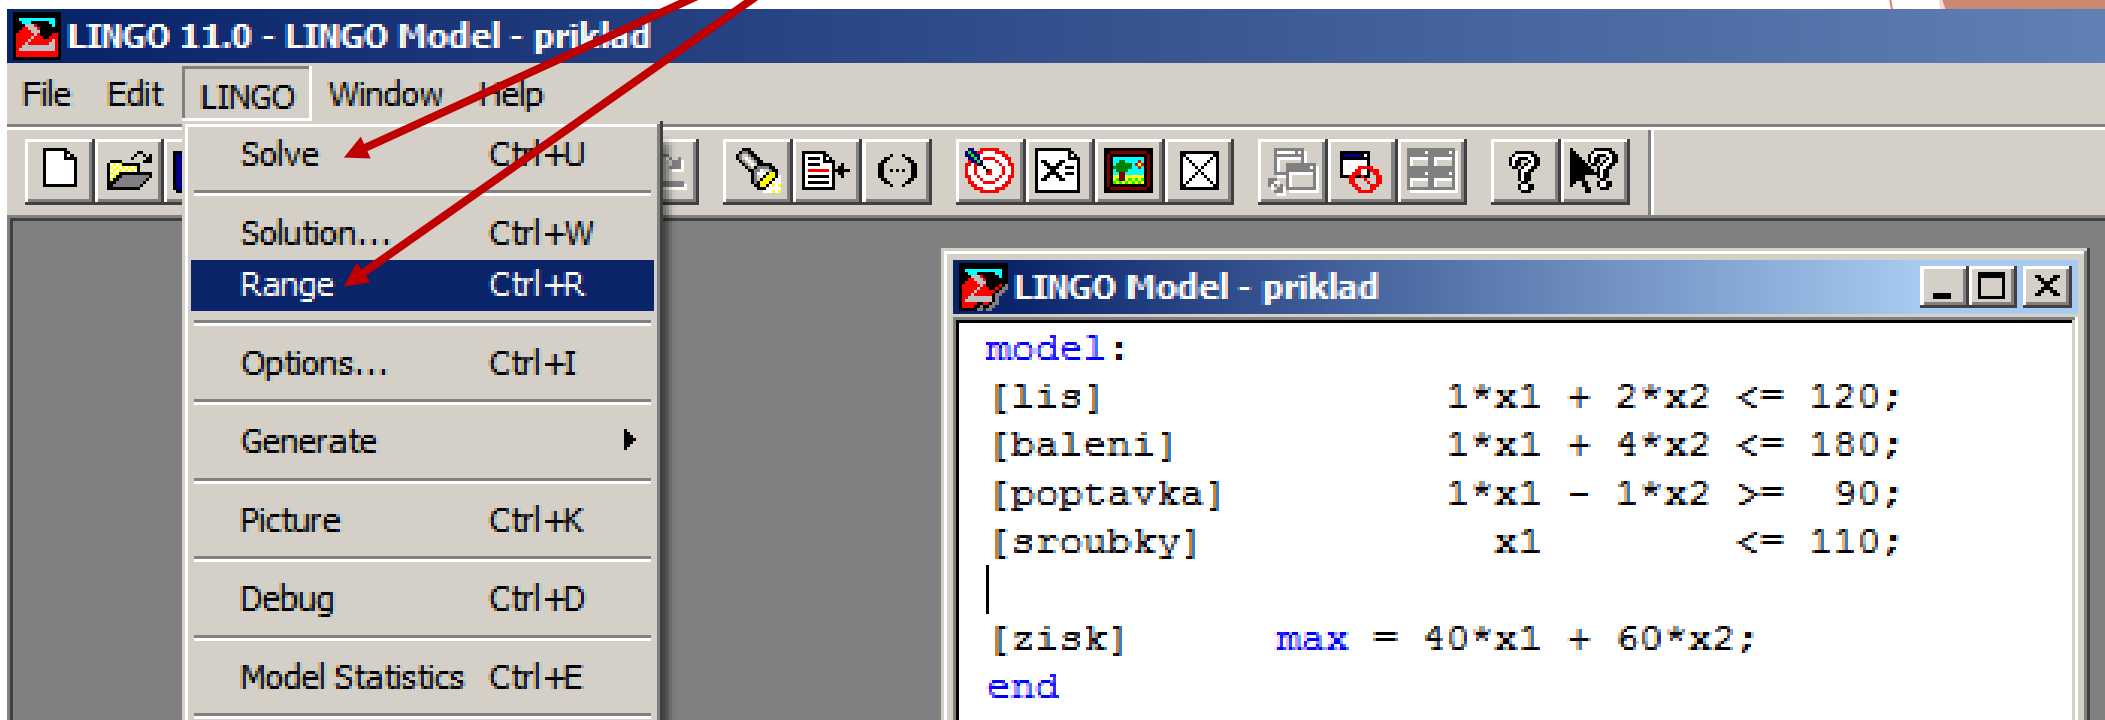 LINGO 11.0 - LINGO Model - priklad
File Edit LINGO Window Help
Solve Ctrl+U
Solution... Ctrl+W
Range Ctrl+R
Options... Ctrl+I
Generate
Picture Ctrl+K
Debug Ctrl+D
Model Statistics Ctrl+E
LINGO Model - priklad
model:
[lis] 1*x1 + 2*x2 <= 120;
[baleni] 1*x1 + 4*x2 <= 180;
[poptavka] 1*x1 - 1*x2 >= 90;
[sroubky] x1 <= 110;
[zisk] max = 40*x1 + 60*x2;
end